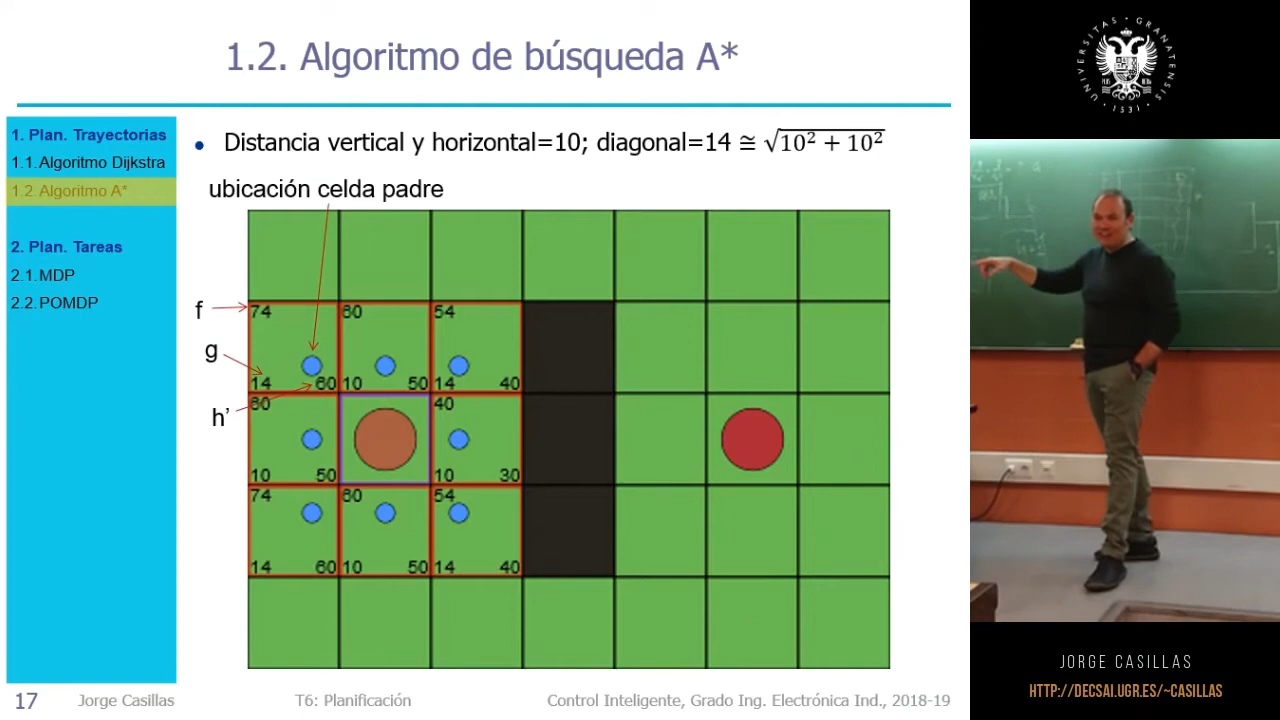 1.2. Algoritmo de búsqueda A*
1. Plan. Trayectorias
1.1. Algoritmo Dijkstra
1.2. Algoritmo A*
2. Plan. Tareas
2.1. MDP
2.2. POMDP
• Distancia vertical y horizontal=10; diagonal=14 ≅ √10² + 10²
ubicación celda padre
f
g
h’
74 60 54
14 60 10 50 14 40
60 40
10 50 10 30
74 60 54
14 60 10 50 14 40
17 Jorge Casillas T6: Planificación Control Inteligente, Grado Ing. Electrónica Ind., 2018-19
UNIVERSITAS GRANATENSIS 1531
JORGE CASILLAS
HTTP://DECSAI.UGR.ES/~CASILLAS